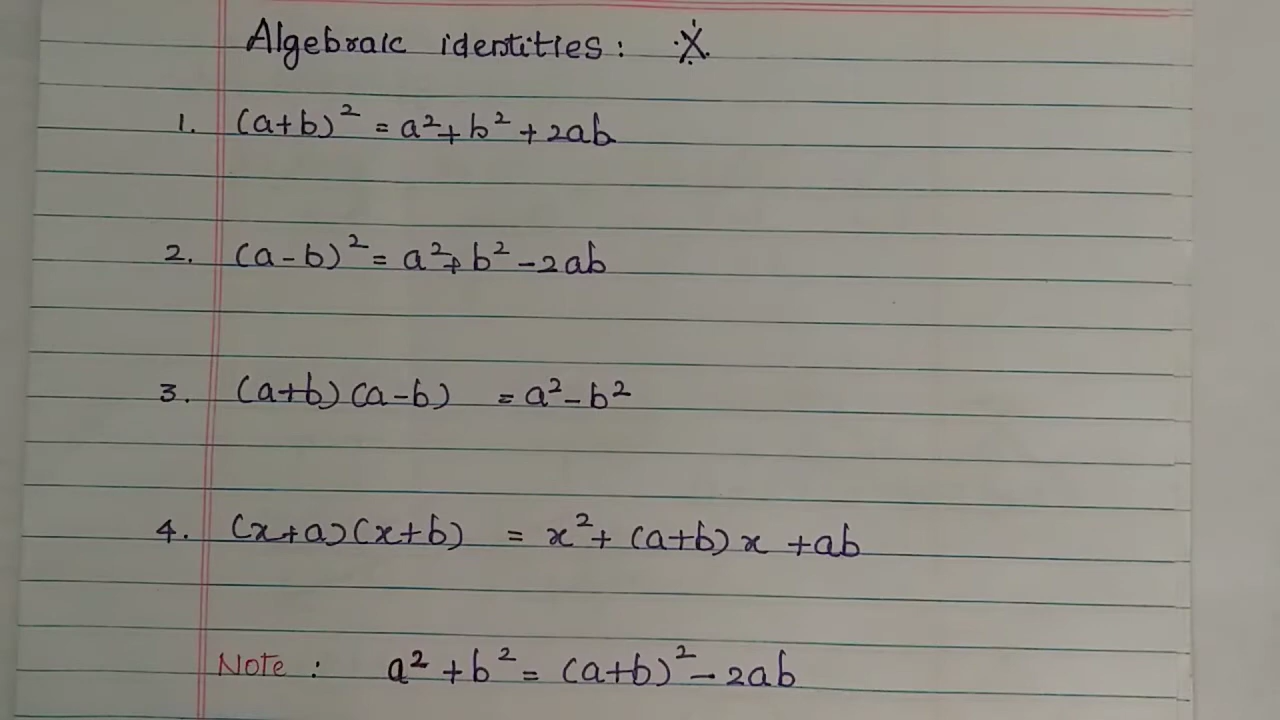 Algebraic identities: ※
1. (a+b)² = a²+b²+2ab
2. (a-b)² = a²+b²-2ab
3. (a+b)(a-b) = a²-b²
4. (x+a)(x+b) = x²+(a+b)x+ab
Note: a²+b² = (a+b)²-2ab